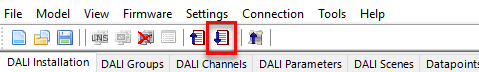 File Model View Firmware Settings Connection Tools Help
LNS
DALI Installation DALI Groups DALI Channels DALI Parameters DALI Scenes Datapoints